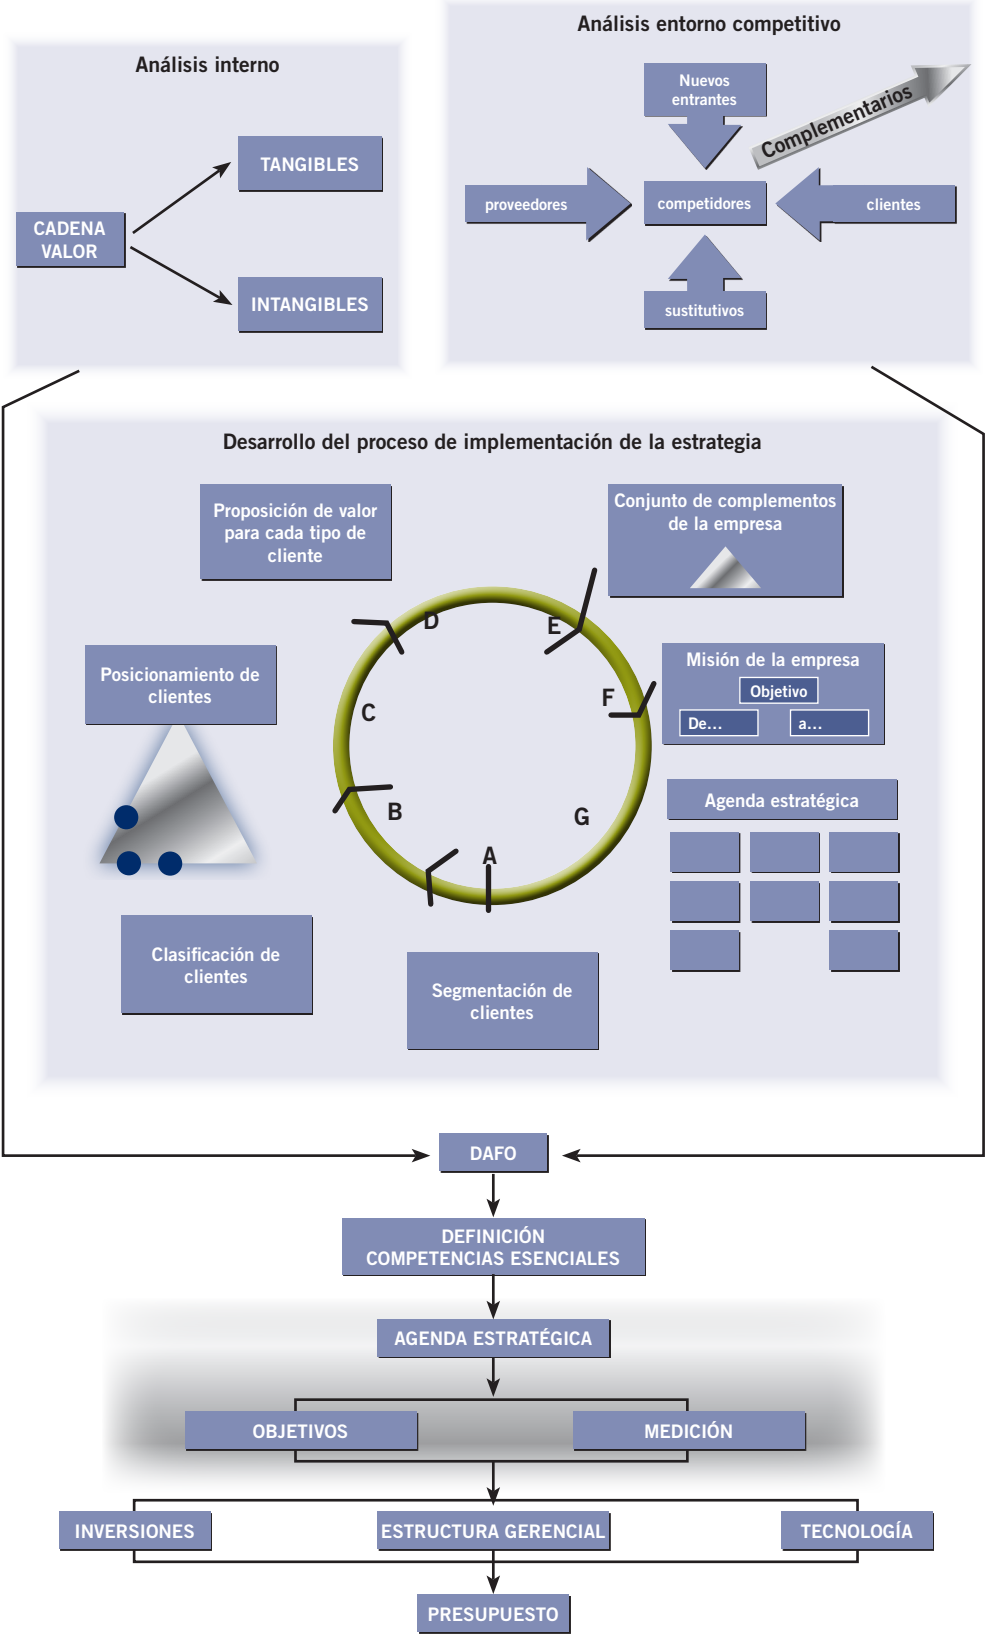 Análisis interno
CADENA
VALOR
TANGIBLES
INTANGIBLES
Análisis entorno competitivo
Nuevos
entrantes
Complementarios
proveedores
competidores
clientes
sustitutivos
Desarrollo del proceso de implementación de la estrategia
Proposición de valor
para cada tipo de
cliente
Conjunto de complementos
de la empresa
D
E
Posicionamiento de
clientes
C
F
Misión de la empresa
Objetivo
De...
a...
B
G
A
Agenda estratégica
Clasificación de
clientes
Segmentación de
clientes
DAFO
DEFINICIÓN
COMPETENCIAS ESENCIALES
AGENDA ESTRATÉGICA
OBJETIVOS
MEDICIÓN
INVERSIONES
ESTRUCTURA GERENCIAL
TECNOLOGÍA
PRESUPUESTO